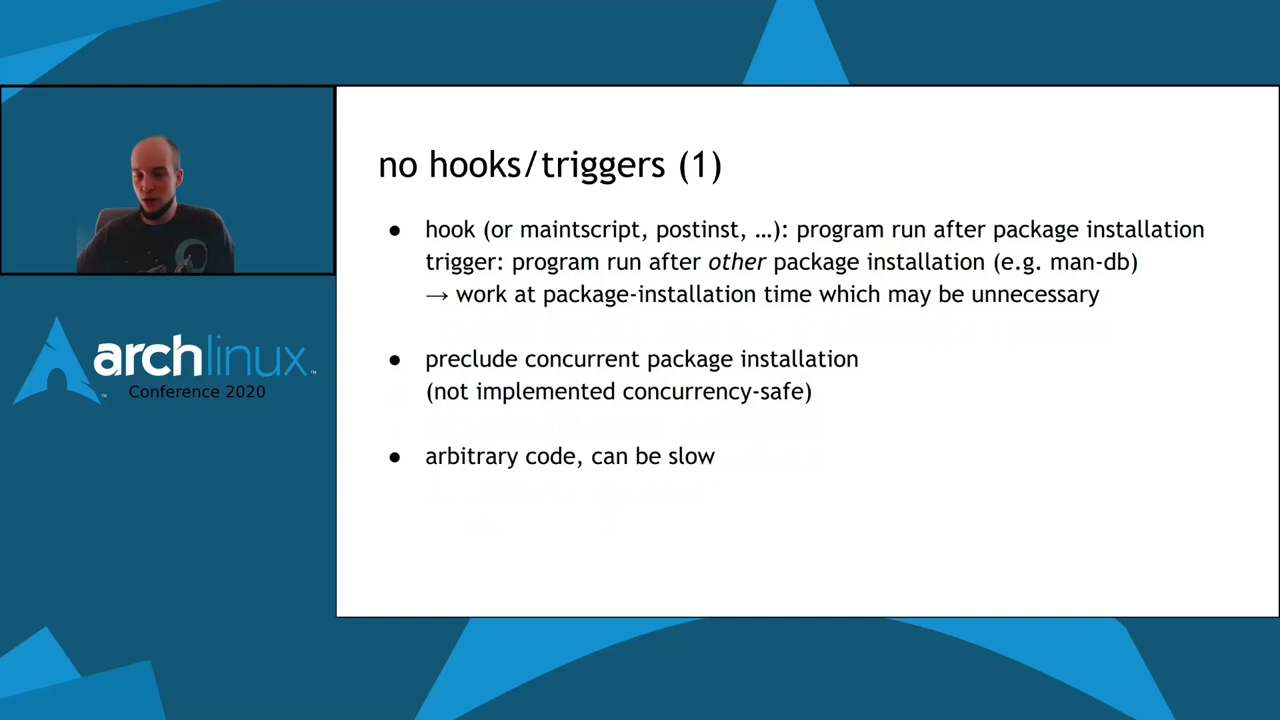 no hooks/triggers (1)
● hook (or maintscript, postinst, …): program run after package installation
trigger: program run after other package installation (e.g. man-db)
→ work at package-installation time which may be unnecessary
● preclude concurrent package installation
(not implemented concurrency-safe)
● arbitrary code, can be slow
archlinux™
Conference 2020